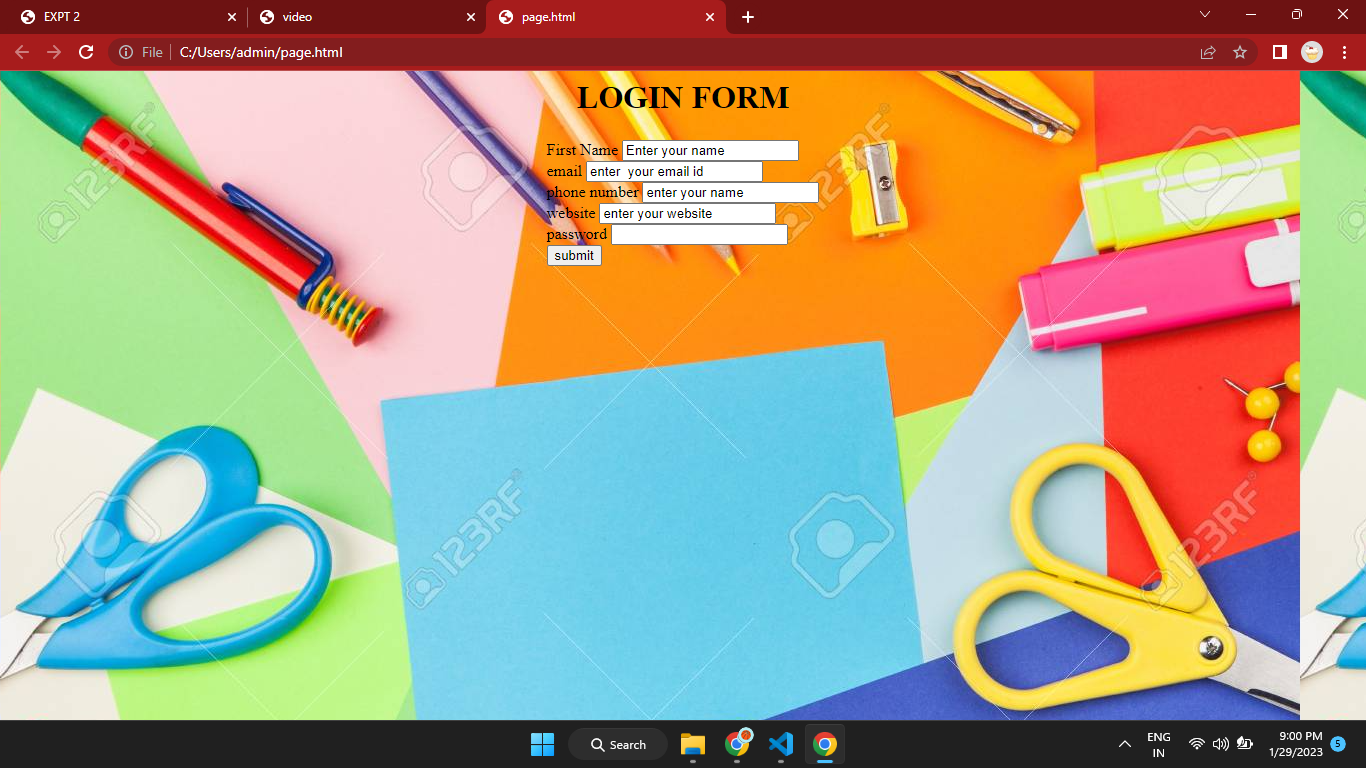 EXPT 2
video
page.html
File
C:/Users/admin/page.html
LOGIN FORM
First Name Enter your name
email enter  your email id
phone number enter your name
website enter your website
password
submit
123RF
123RF
123RF
123RF
123RF
123RF
Search
ENG
IN
9:00 PM
1/29/2023
5